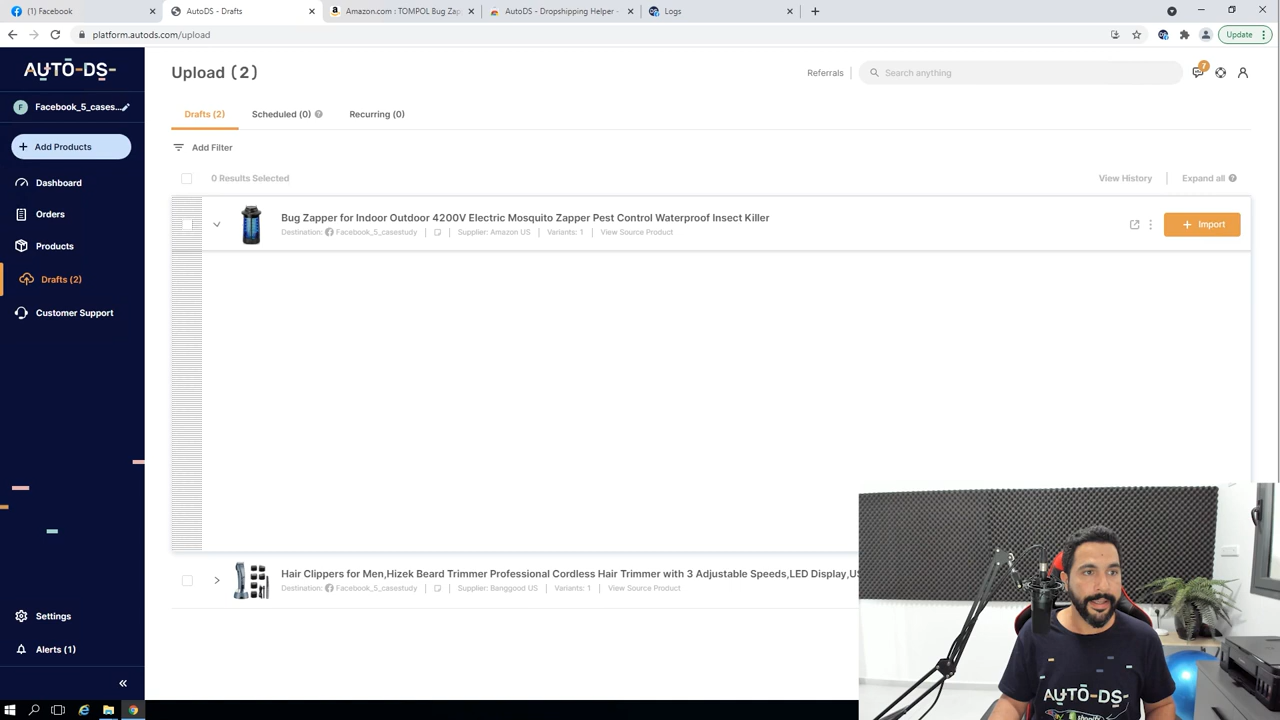 (1) Facebook
AutoDS - Drafts
Amazon.com : TOMPOL Bug Zap
AutoDS - Dropshipping Helper -
Logs
platform.autods.com/upload
Update
AUTO-DS-
Facebook_5_cases...
Add Products
Dashboard
Orders
Products
Drafts (2)
Customer Support
Settings
Alerts (1)
Upload (2)
Referrals
Search anything
7
Drafts (2)
Scheduled (0)
Recurring (0)
Add Filter
0 Results Selected
View History
Expand all
Bug Zapper for Indoor Outdoor 4200V Electric Mosquito Zapper Pest Control Waterproof Insect Killer
Destination: Facebook_5_casestudy | Supplier: Amazon US | Variants: 1 | View Source Product
+ Import
Hair Clippers for Men,Hizek Beard Trimmer Professional Cordless Hair Trimmer with 3 Adjustable Speeds,LED Display,US
Destination: Facebook_5_casestudy | Supplier: Banggood US | Variants: 1 | View Source Product
AUTO-DS-